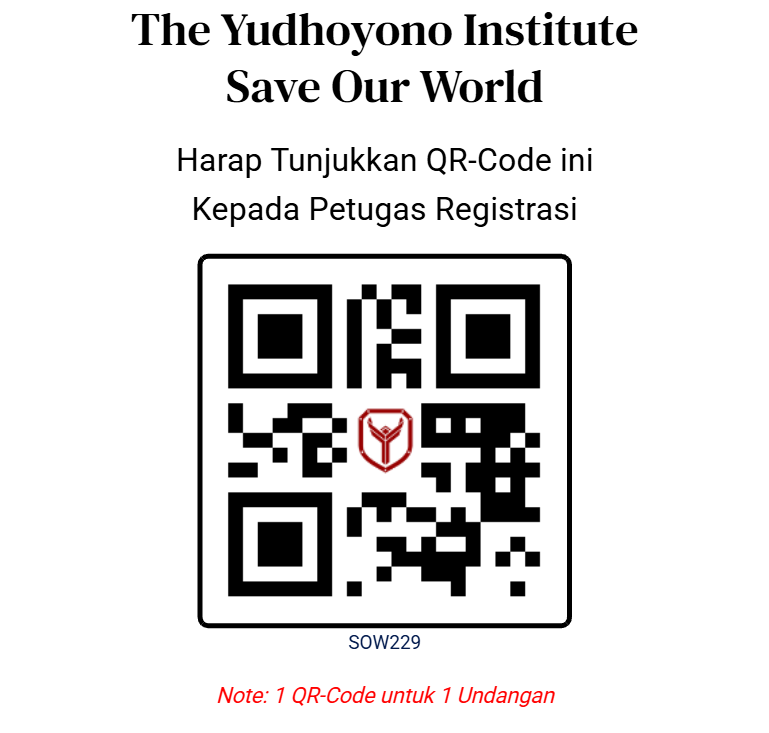 The Yudhoyono Institute
Save Our World
Harap Tunjukkan QR-Code ini
Kepada Petugas Registrasi
SOW229
Note: 1 QR-Code untuk 1 Undangan